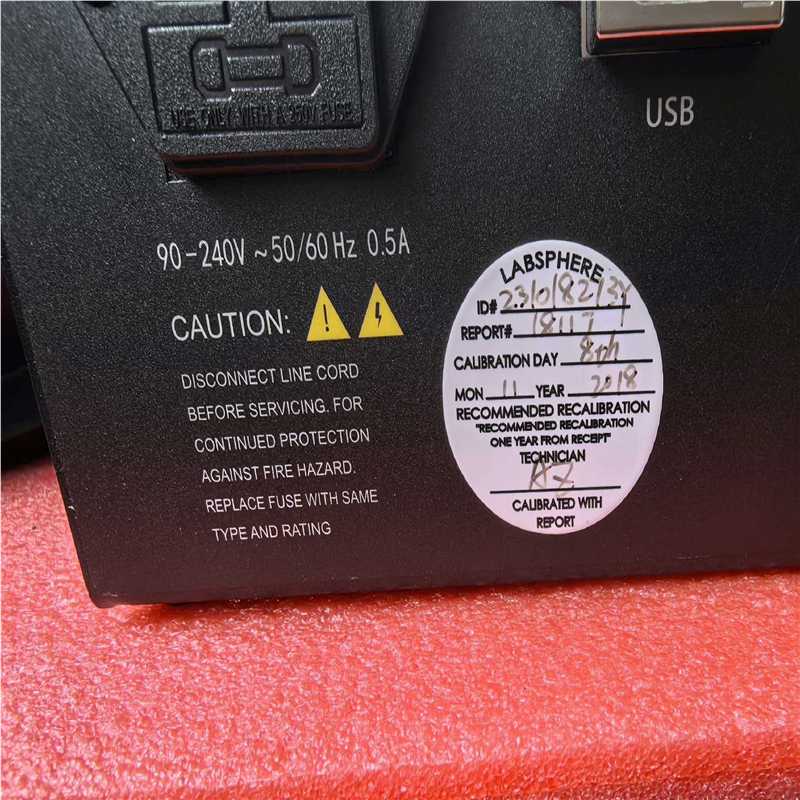 USE ONLY WITH A 250V FUSE
USB
90-240V ~ 50/60 Hz 0.5A
CAUTION:
DISCONNECT LINE CORD
BEFORE SERVICING. FOR
CONTINUED PROTECTION
AGAINST FIRE HAZARD.
REPLACE FUSE WITH SAME
TYPE AND RATING
LABSPHERE
ID#
REPORT# 18117
CALIBRATION DAY 8th
MON 11 YEAR 2018
RECOMMENDED RECALIBRATION
"RECOMMENDED RECALIBRATION
ONE YEAR FROM RECEIPT"
TECHNICIAN
AZ
CALIBRATED WITH
REPORT